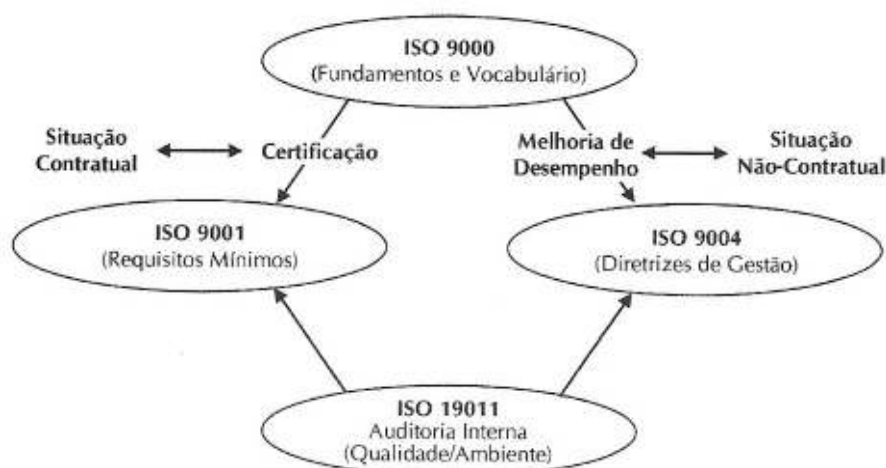 ISO 9000
(Fundamentos e Vocabulário)
Situação
Contratual
Certificação
Melhoria de
Desempenho
Situação
Não-Contratual
ISO 9001
(Requisitos Mínimos)
ISO 9004
(Diretrizes de Gestão)
ISO 19011
Auditoria Interna
(Qualidade/Ambiente)